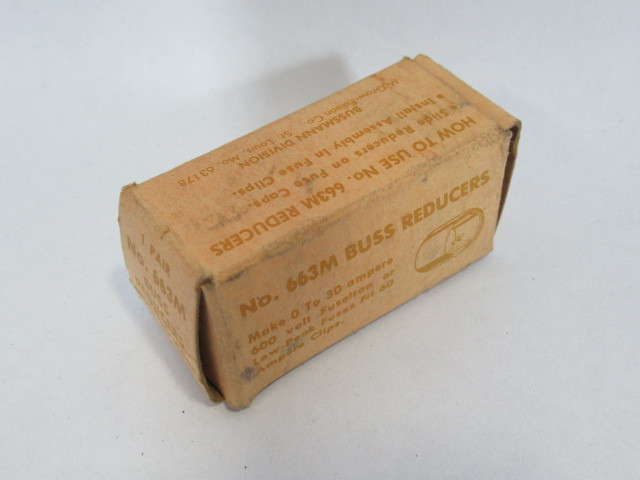 No. 663M BUSS REDUCERS
Make 0 To 30 ampere
600 volt Fusetron or
Low-Peak Fuses Fit 60
Ampere Clips.
HOW TO USE No. 663M REDUCERS
Slide Reducers on Fuse Caps.
& Install Assembly in Fuse Clips.
BUSSMANN DIVISION
McGraw-Edison Co.
St. Louis, Mo. 63178
1 PAIR
NO. 663M